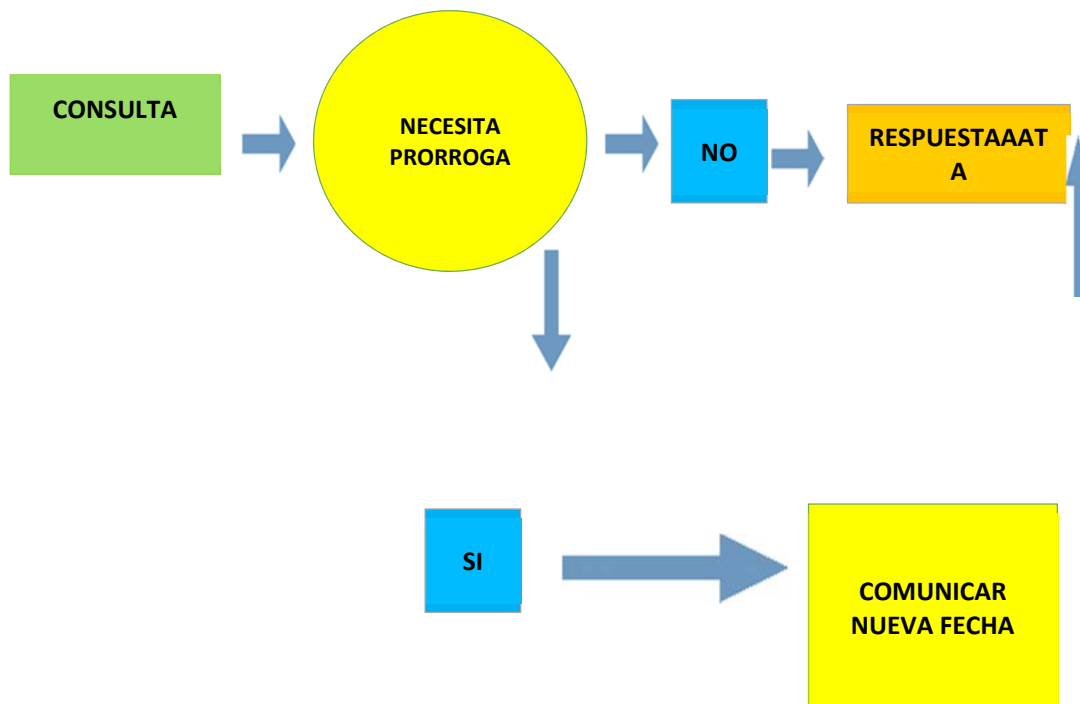 CONSULTA
NECESITA
PRORROGA
NO
RESPUESTAAAT
A
SI
COMUNICAR
NUEVA FECHA